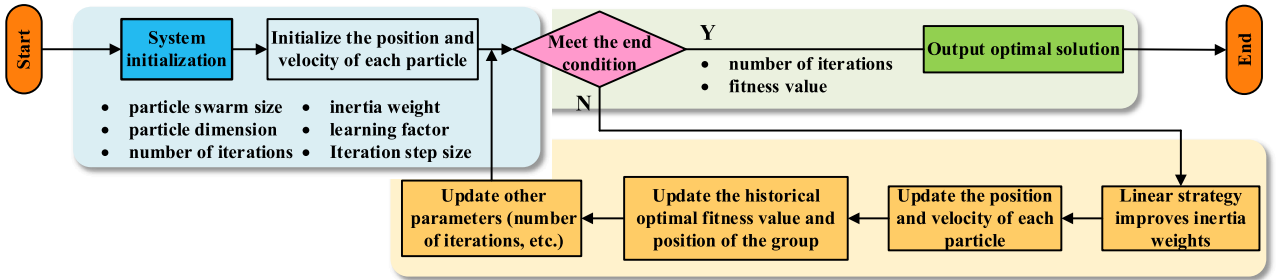 Start
System
initialization
Initialize the position and
velocity of each particle
• particle swarm size
• particle dimension
• number of iterations
• inertia weight
• learning factor
• Iteration step size
Meet the end
condition
Y
• number of iterations
• fitness value
Output optimal solution
End
N
Linear strategy
improves inertia
weights
Update the position
and velocity of each
particle
Update the historical
optimal fitness value and
position of the group
Update other
parameters (number
of iterations, etc.)